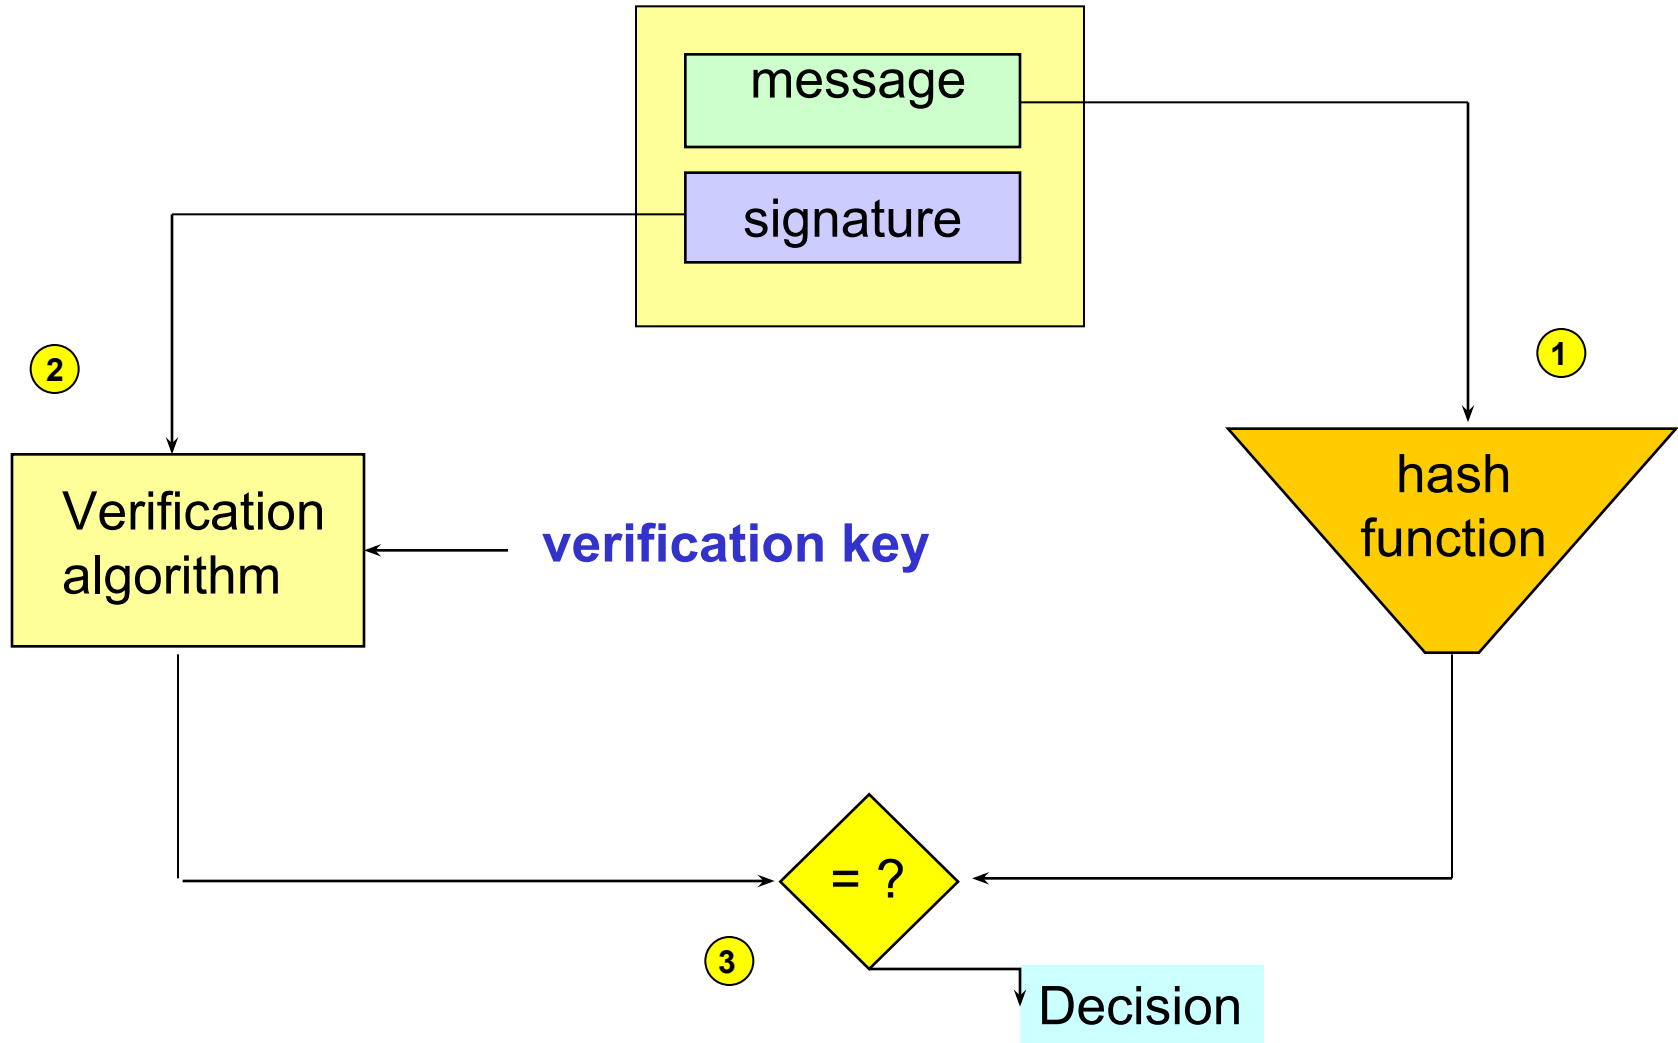 message
signature
2
1
Verification
algorithm
verification key
hash
function
= ?
3
Decision